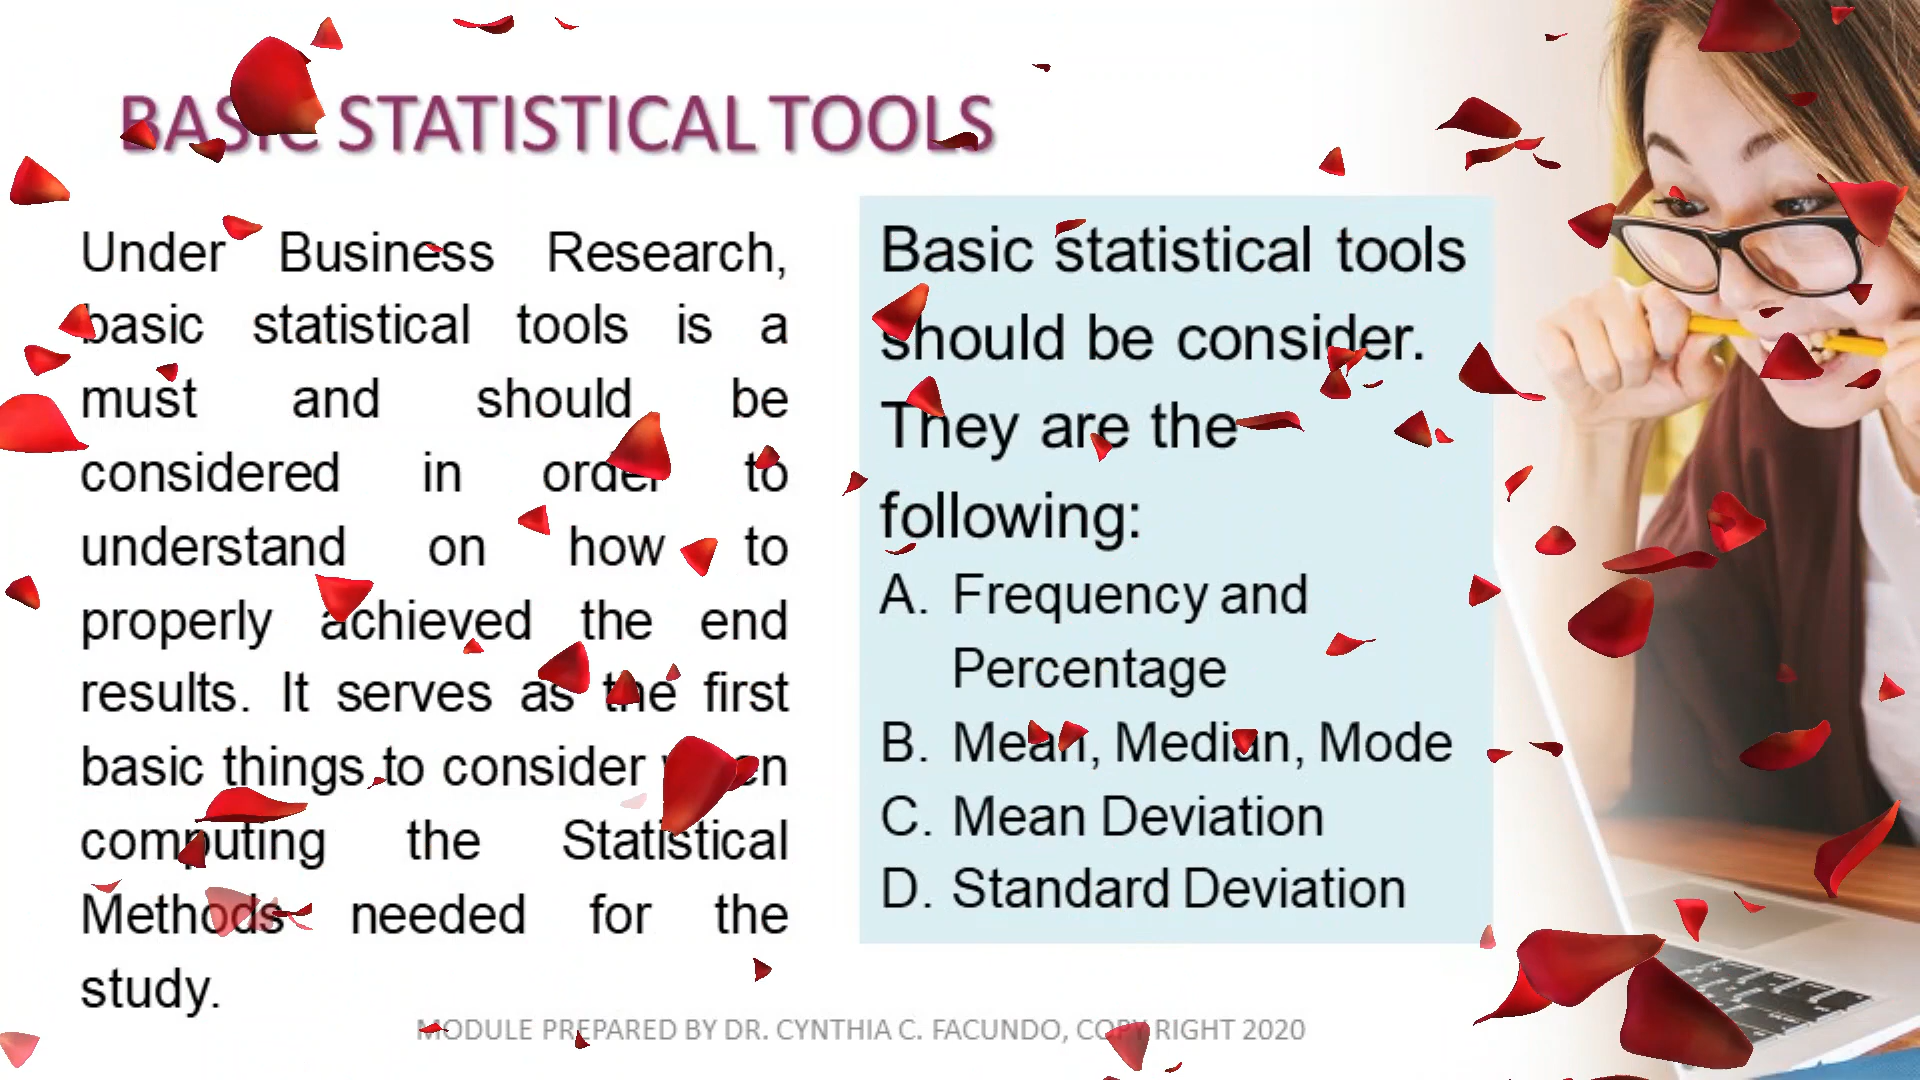 BASIC STATISTICAL TOOLS
Under Business Research,
basic statistical tools is a
must and should be
considered in order to
understand on how to
properly achieved the end
results. It serves as the first
basic things to consider when
computing the Statistical
Methods needed for the
study.
Basic statistical tools
should be consider.
They are the
following:
A. Frequency and
Percentage
B. Mean, Median, Mode
C. Mean Deviation
D. Standard Deviation
MODULE PREPARED BY DR. CYNTHIA C. FACUNDO, COPY RIGHT 2020